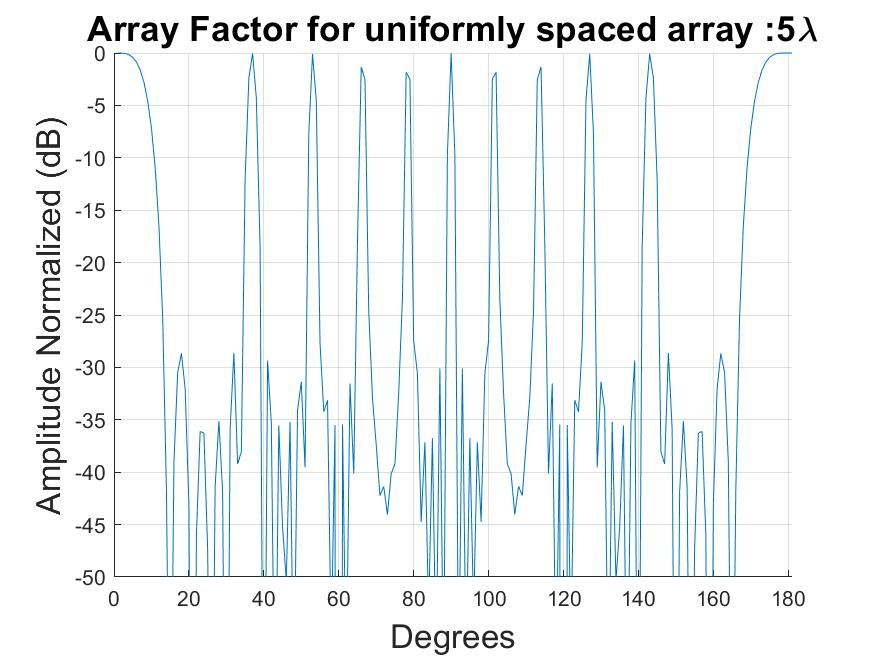 Array Factor for uniformly spaced array :5λ
0
-5
-10
-15
-20
-25
-30
-35
-40
-45
-50
Amplitude Normalized (dB)
0 20 40 60 80 100 120 140 160 180
Degrees